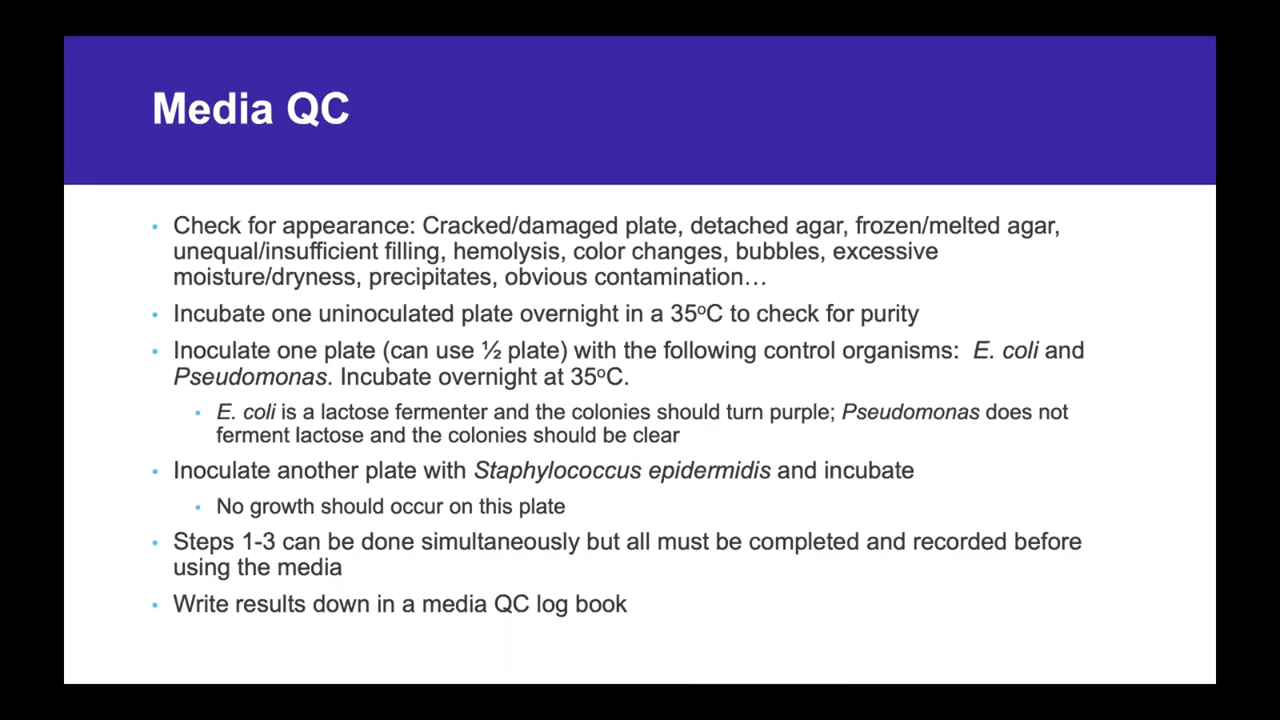 Media QC
• Check for appearance: Cracked/damaged plate, detached agar, frozen/melted agar,
unequal/insufficient filling, hemolysis, color changes, bubbles, excessive
moisture/dryness, precipitates, obvious contamination…
• Incubate one uninoculated plate overnight in a 35ºC to check for purity
• Inoculate one plate (can use ½ plate) with the following control organisms:  E. coli and
Pseudomonas. Incubate overnight at 35ºC.
• E. coli is a lactose fermenter and the colonies should turn purple; Pseudomonas does not
ferment lactose and the colonies should be clear
• Inoculate another plate with Staphylococcus epidermidis and incubate
• No growth should occur on this plate
• Steps 1-3 can be done simultaneously but all must be completed and recorded before
using the media
• Write results down in a media QC log book